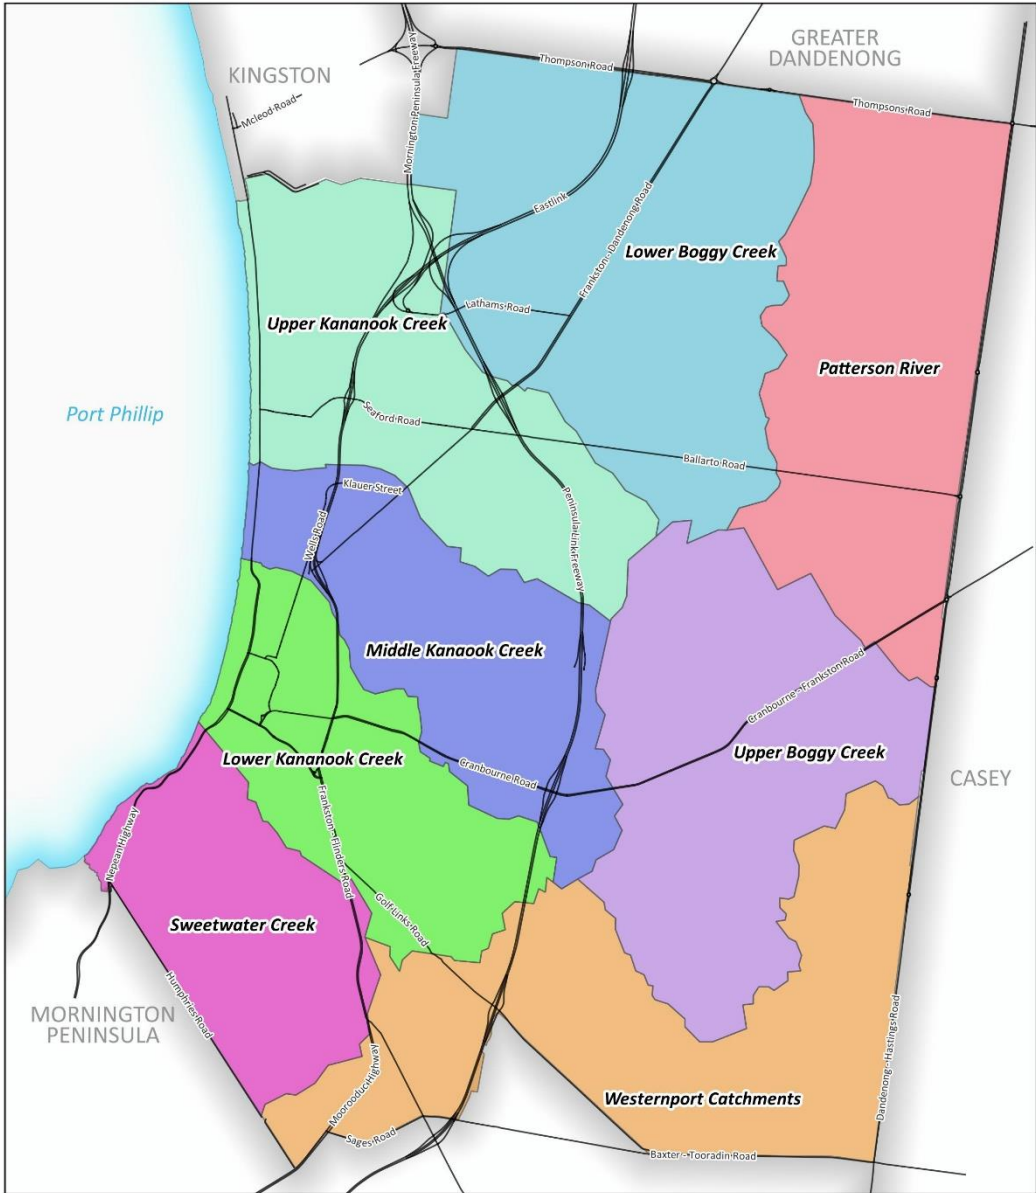 GREATER
DANDENONG
KINGSTON
Thompson Road
Mornington Peninsula Freeway
Mcleod Road
Thompsons Road
Eastlink
Frankston - Dandenong Road
Lower Boggy Creek
Lathams Road
Upper Kananook Creek
Patterson River
Port Phillip
Seaford Road
Ballarto Road
Klauer Street
Wells Road
Peninsula Link Freeway
Middle Kanaook Creek
Cranbourne - Frankston Road
Upper Boggy Creek
Lower Kananook Creek
Cranbourne Road
CASEY
Nepean Highway
Frankston - Flinders Road
Golf Links Road
Sweetwater Creek
Humphries Road
MORNINGTON
PENINSULA
Moorooduc Highway
Dandenong - Hastings Road
Westernport Catchments
Sages Road
Baxter - Tooradin Road